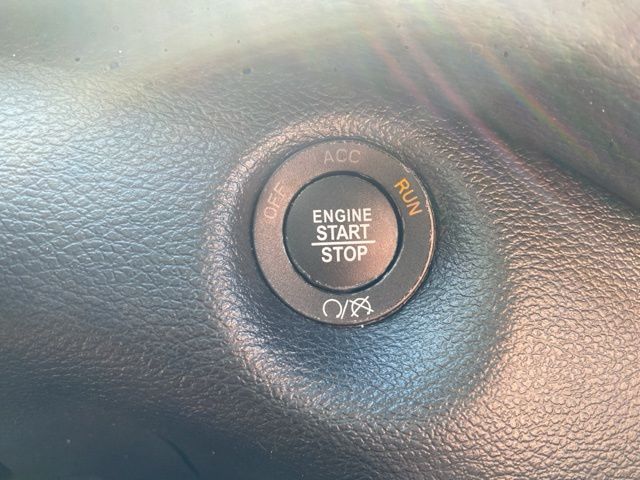 ACC
OFF
RUN
ENGINE
START
STOP